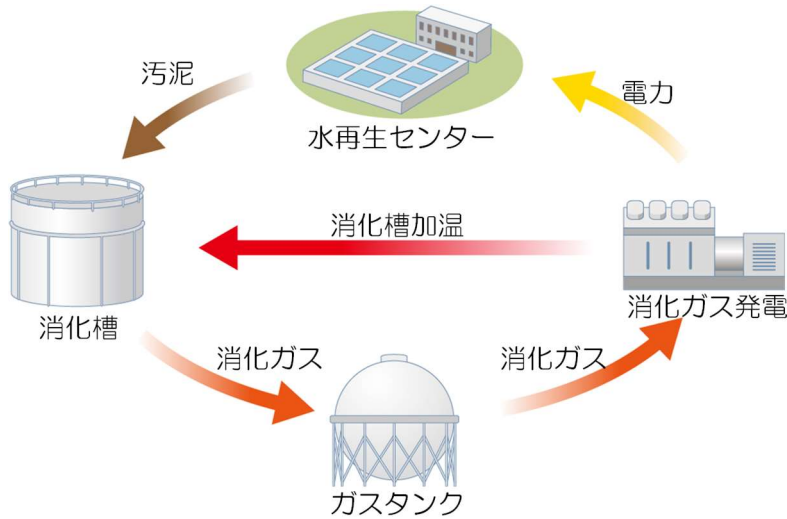 汚泥
電力
水再生センター
消化槽加温
消化槽
消化ガス発電
消化ガス
消化ガス
ガスタンク